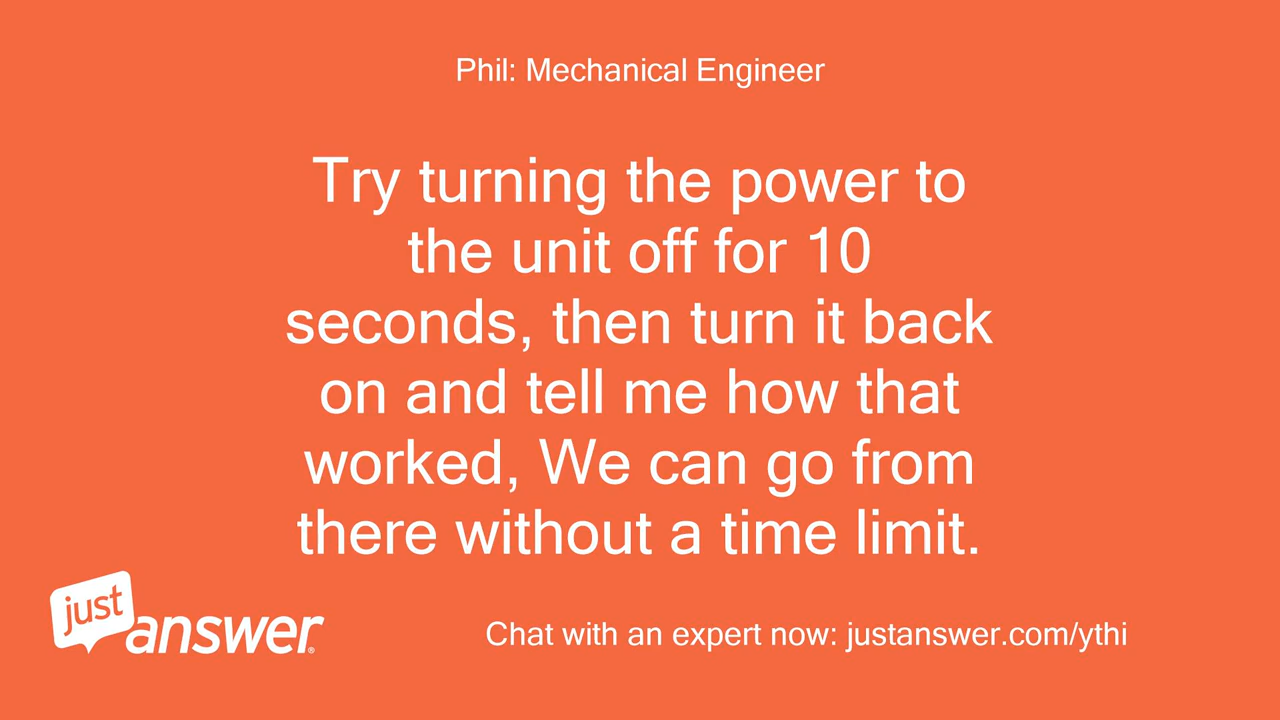 Phil: Mechanical Engineer
Try turning the power to
the unit off for 10
seconds, then turn it back
on and tell me how that
worked, We can go from
there without a time limit.
just
answer®
Chat with an expert now: justanswer.com/ythi